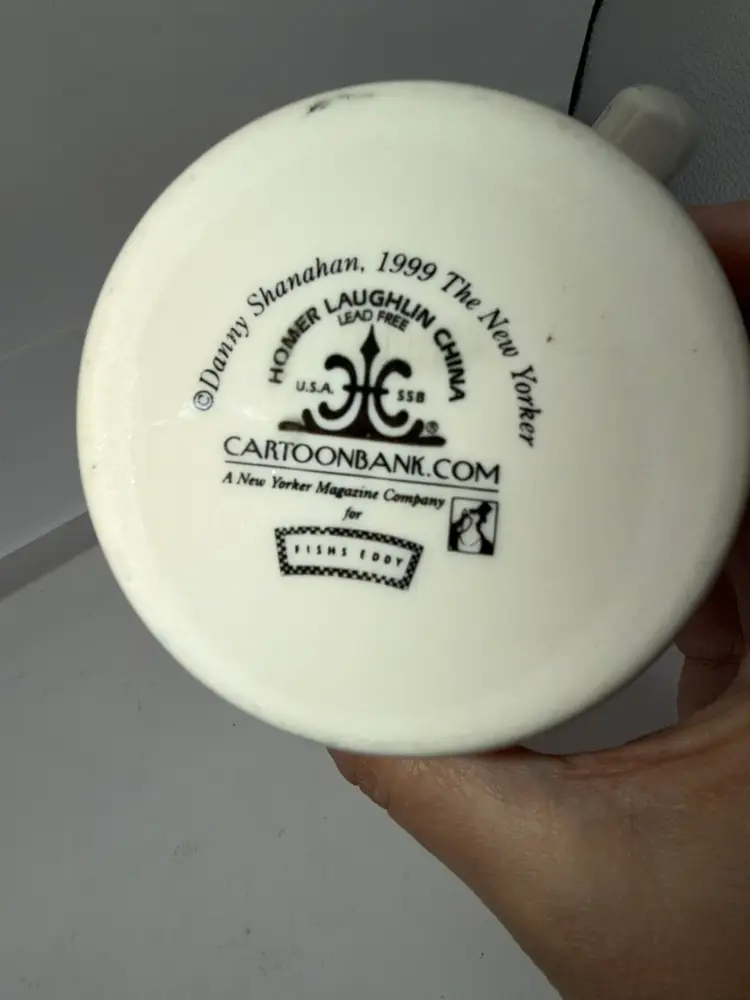 ©Danny Shanahan, 1999 The New Yorker
HOMER LAUGHLIN CHINA
LEAD FREE
U.S.A. SSB
®
CARTOONBANK.COM
A New Yorker Magazine Company
for
FISHS EDDY